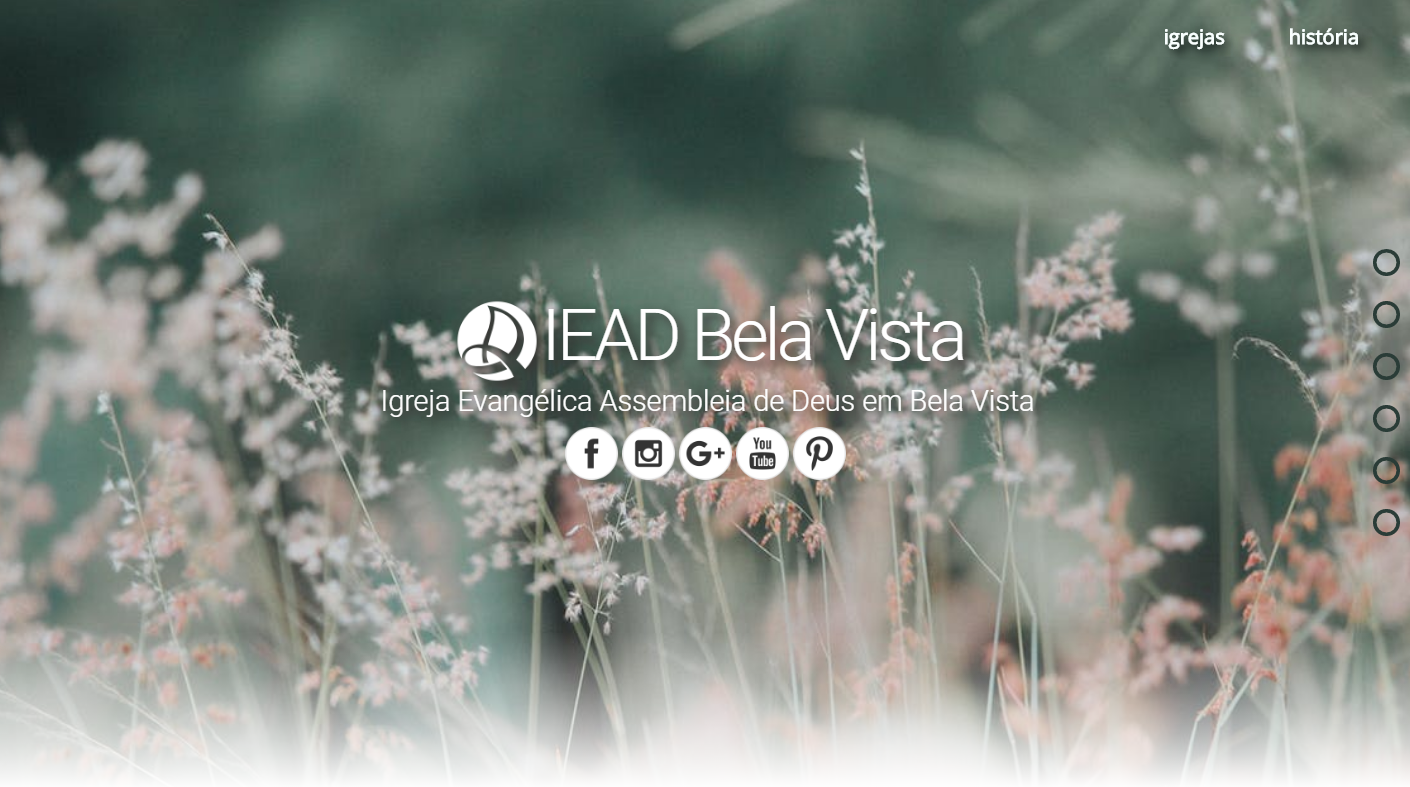 igrejas história
IEAD Bela Vista
Igreja Evangélica Assembleia de Deus em Bela Vista
f G+ You Tube